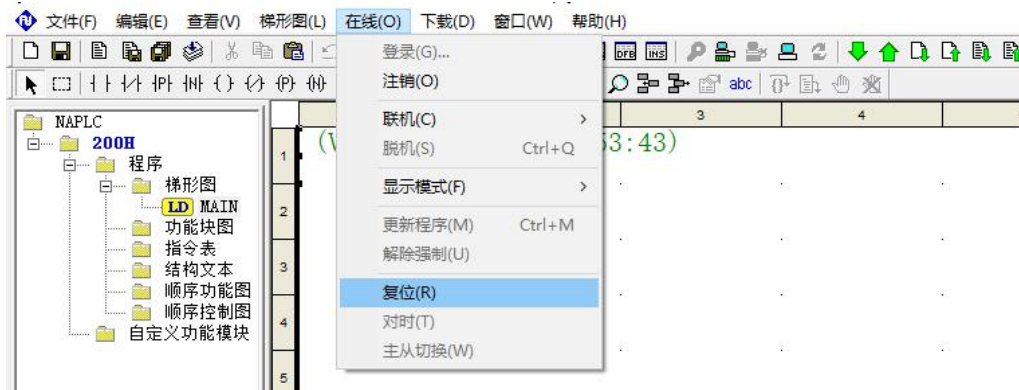 文件(F) 编辑(E) 查看(V) 梯形图(L) 在线(O) 下载(D) 窗口(W) 帮助(H)
登录(G)...
注销(O)
联机(C)
脱机(S) Ctrl+Q
显示模式(F)
更新程序(M) Ctrl+M
解除强制(U)
复位(R)
对时(T)
主从切换(W)
DFB INS
abc
NAPLC
200H
程序
梯形图
LD MAIN
功能块图
指令表
结构文本
顺序功能图
顺序控制图
自定义功能模块
3 4
1 53:43)
2
3
4
5